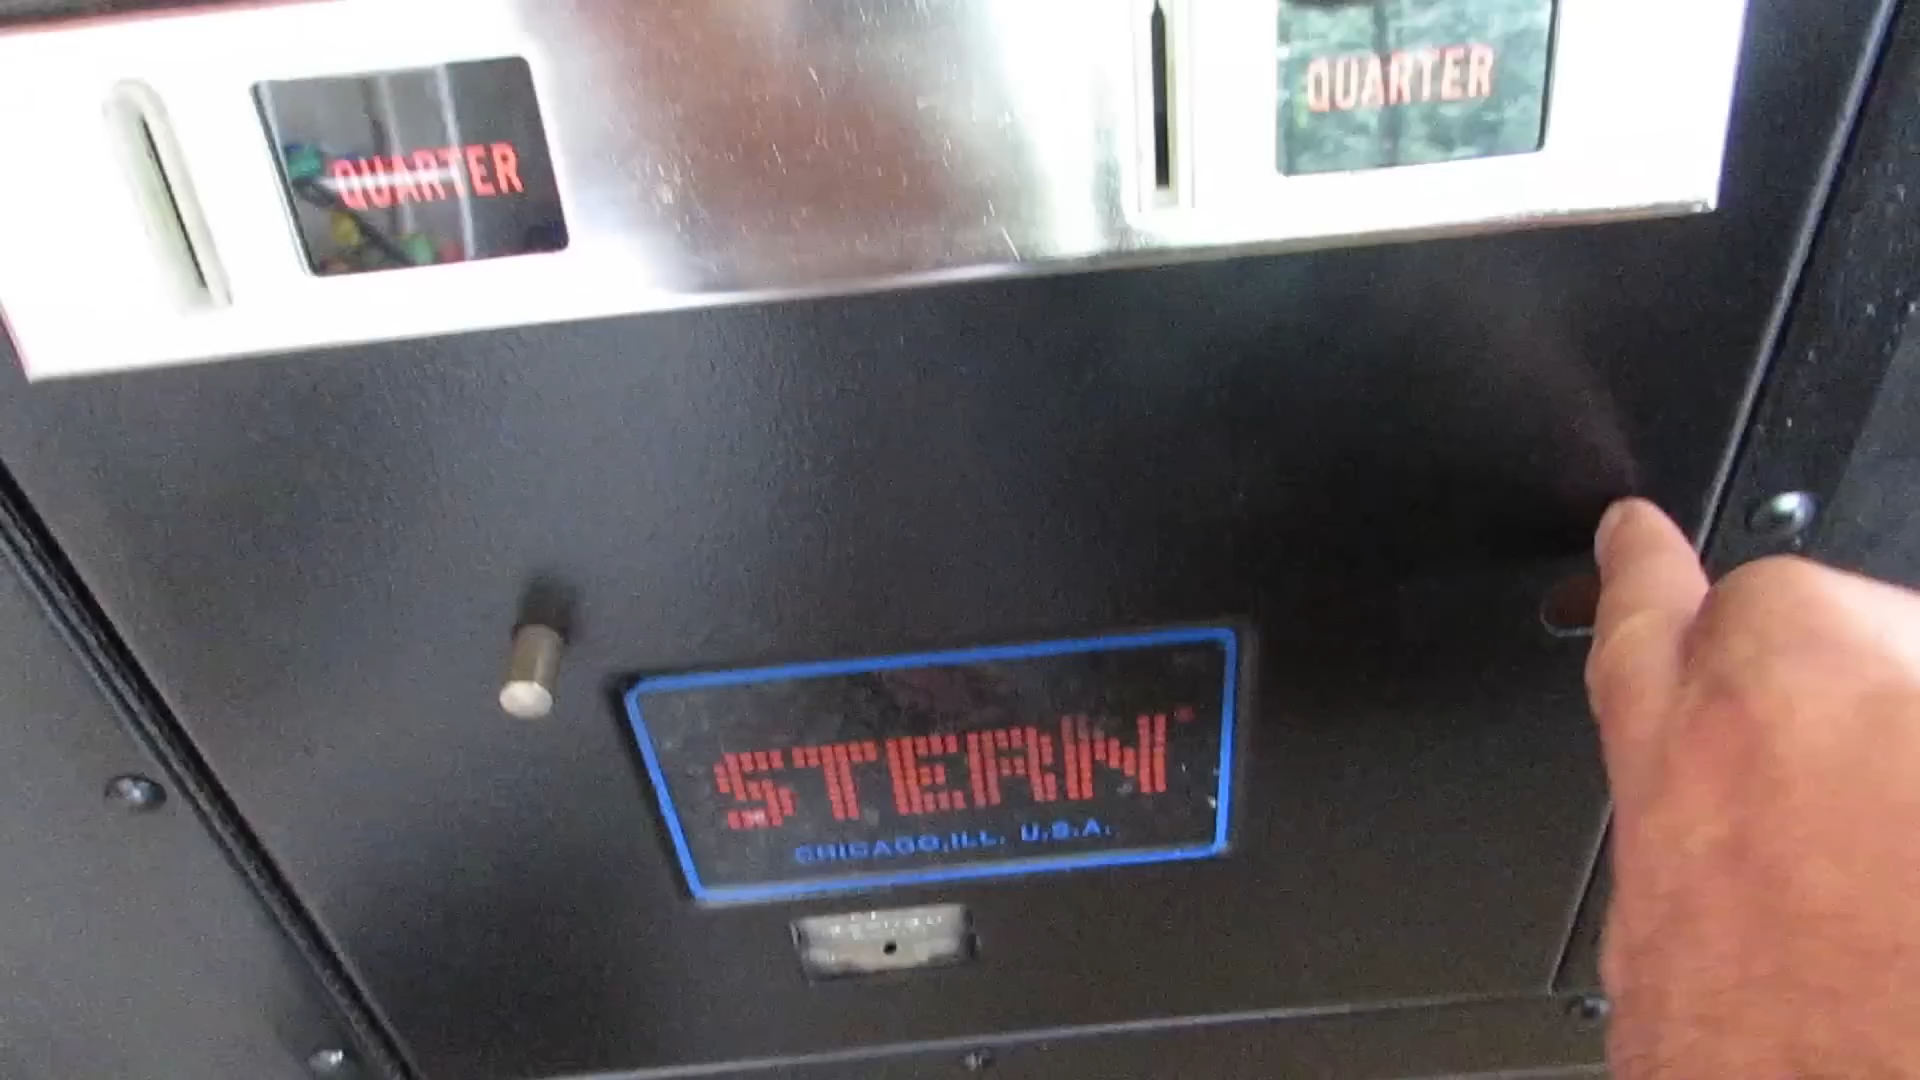 QUARTER
QUARTER
STERN
CHICAGO, ILL. U.S.A.